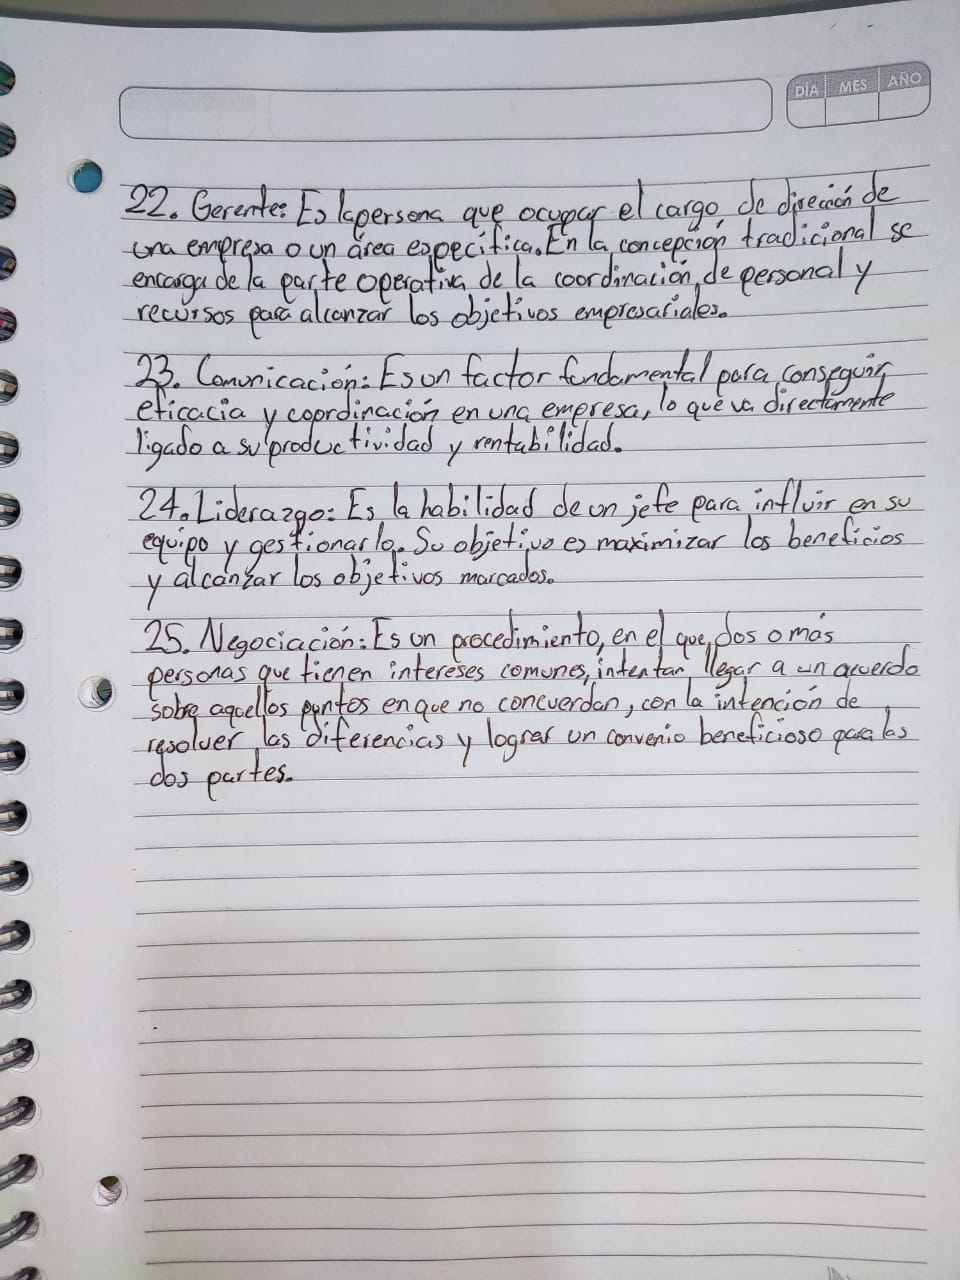 DÍA MES AÑO
22. Gerente: Es la persona que ocupar el cargo de direción de
una empresa o un área específica. En la concepción tradicional se
encarga de la parte operativa de la coordinación, de personal y
recursos para alcanzar los objetivos empresariales.
23. Comunicación: Es un factor fundamental para conseguir
eficacia y coordinación en una empresa, lo que va directamente
ligado a su productividad y rentabilidad.
24. Liderazgo: Es la habilidad de un jefe para influir en su
equipo y gestionarlo. Su objetivo es maximizar los beneficios
y alcanzar los objetivos marcados.
25. Negociación: Es un procedimiento, en el que, dos o más
personas que tienen intereses comunes, intentan llegar a un acuerdo
sobre aquellos puntos en que no concuerdan, con la intención de
resolver las diferencias y lograr un convenio beneficioso para las
dos partes.